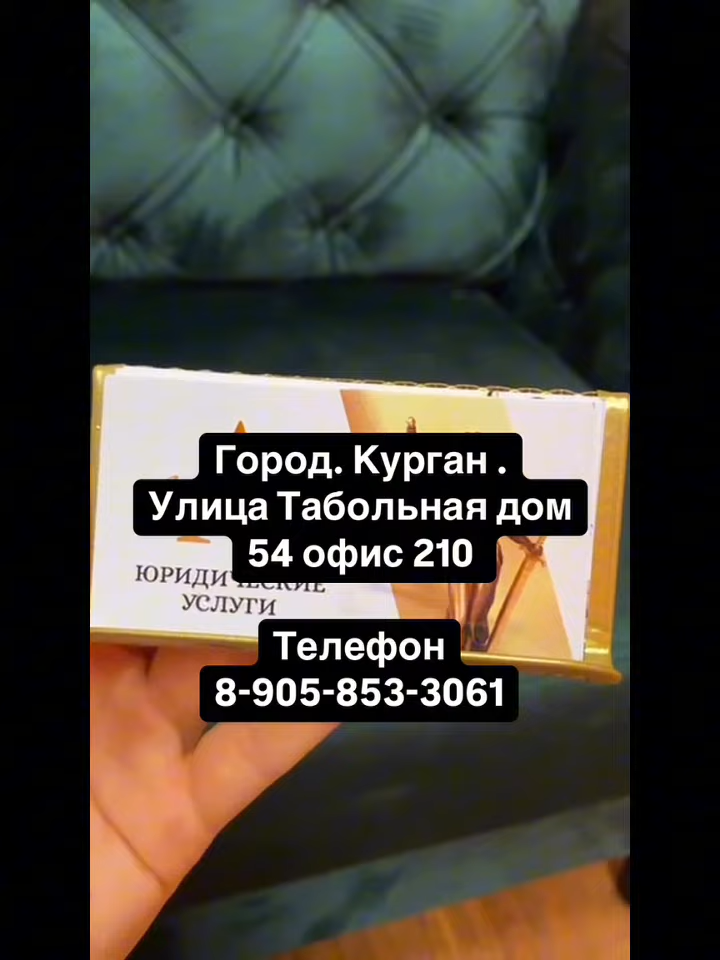 Город. Курган .
Улица Табольная дом
54 офис 210
ЮРИДИЧЕСКИЕ
УСЛУГИ
Телефон
8-905-853-3061